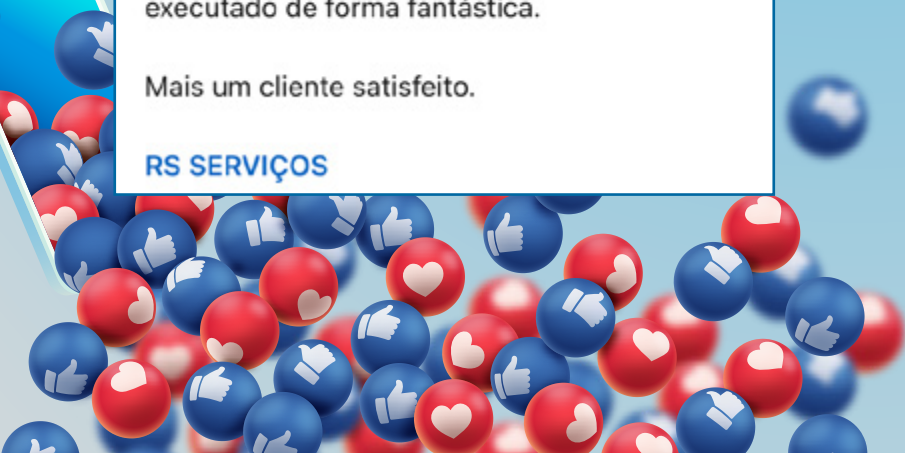 executado de forma fantástica.
Mais um cliente satisfeito.
RS SERVIÇOS